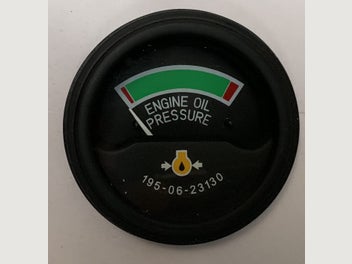 ENGINE OIL
PRESSURE
195-06-23130